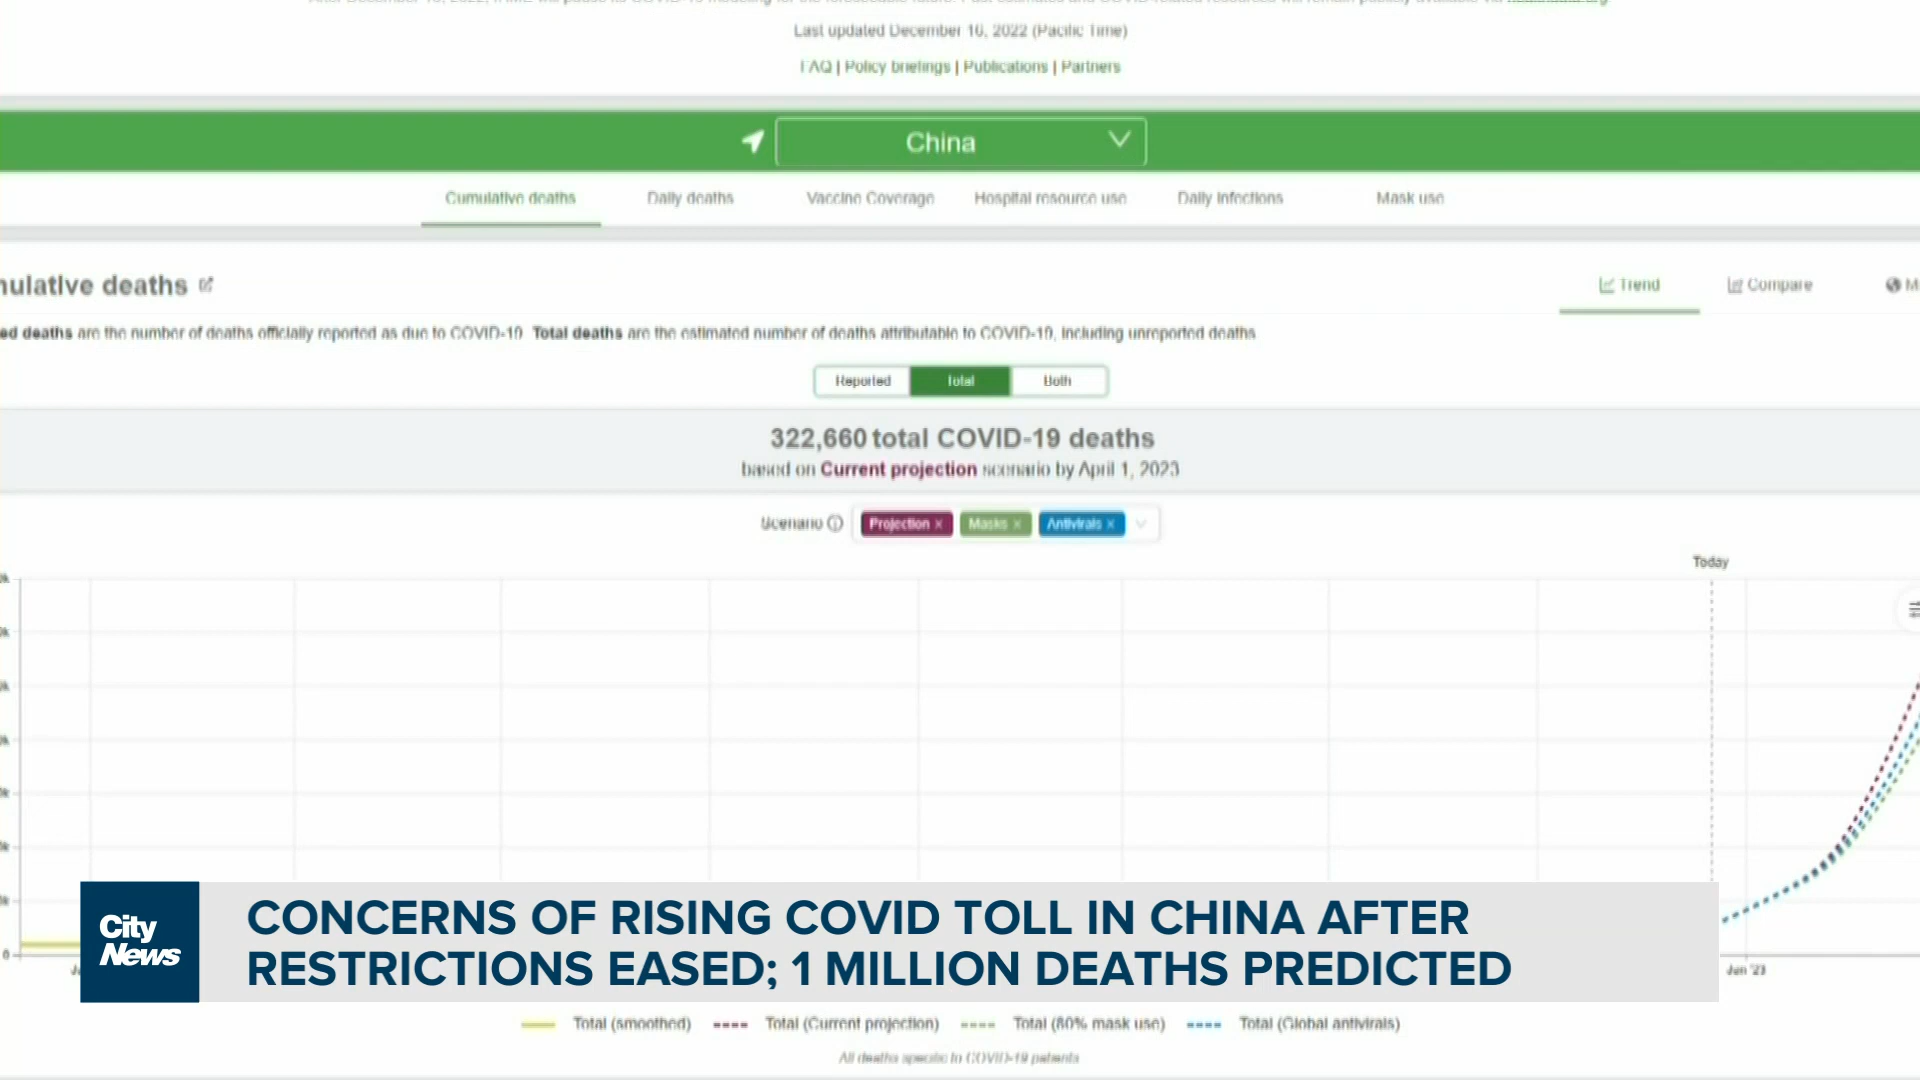 Last updated December 16, 2022 (Pacific Time)
FAQ | Policy briefings | Publications | Partners
China
Cumulative deaths Daily deaths Vaccine Coverage Hospital resource use Daily infections Mask use
mulative deaths
Trend Compare
ed deaths are the number of deaths officially reported as due to COVID-19 Total deaths are the estimated number of deaths attributable to COVID-19, including unreported deaths
Reported Total Both
322,660 total COVID-19 deaths
based on Current projection scenario by April 1, 2023
Scenario Projection × Masks × Antivirals ×
Today
0
Jan '23
City News
CONCERNS OF RISING COVID TOLL IN CHINA AFTER
RESTRICTIONS EASED; 1 MILLION DEATHS PREDICTED
Total (smoothed) Total (Current projection) Total (80% mask use) Total (Global antivirals)
All deaths specific to COVID-19 patients